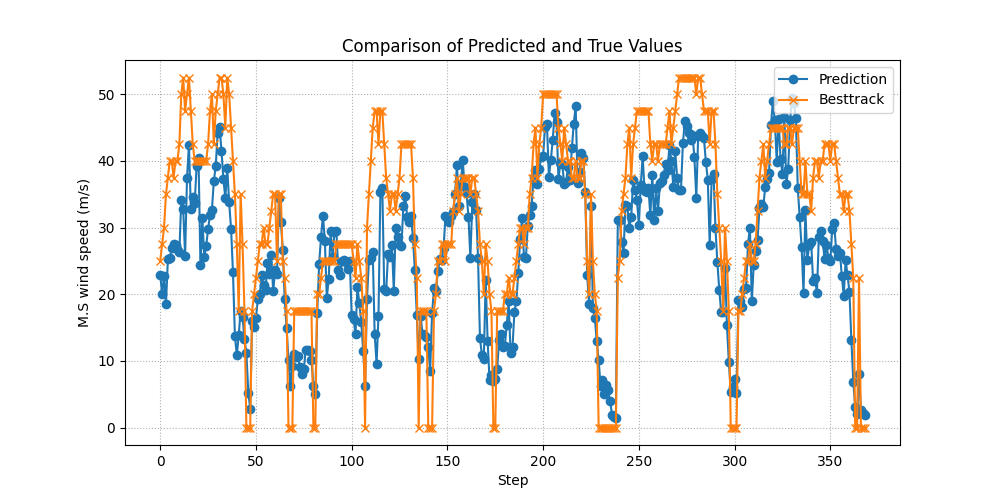 Comparison of Predicted and True Values
Prediction
Besttrack
M.S wind speed (m/s)
50
40
30
20
10
0
0 50 100 150 200 250 300 350
Step